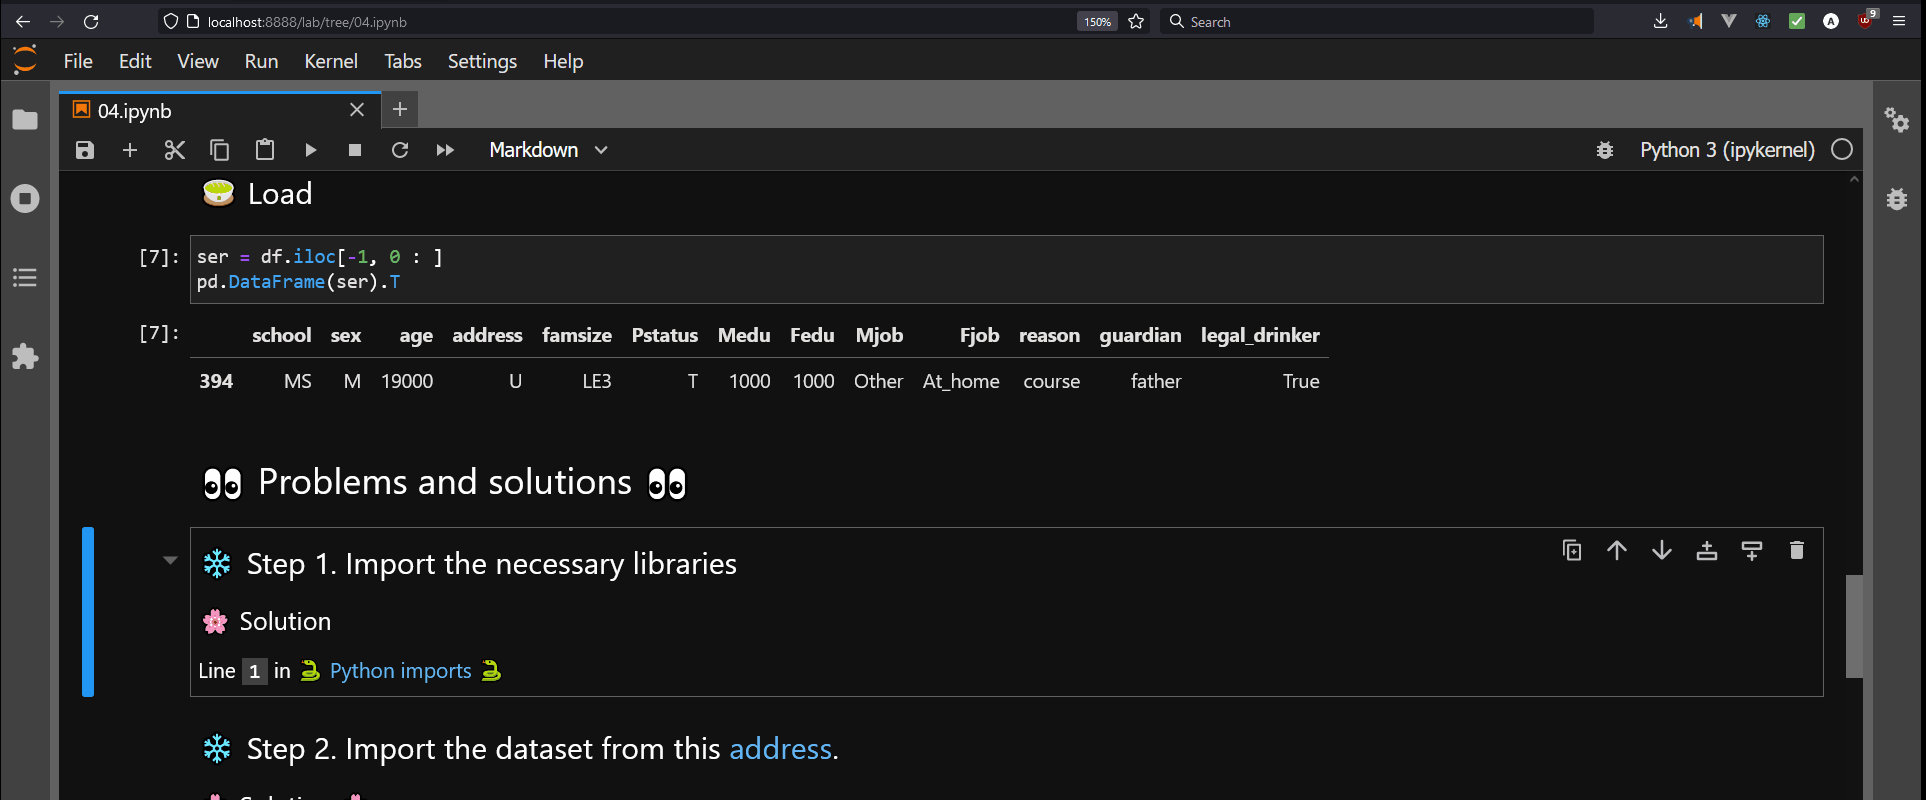 localhost:8888/lab/tree/04.ipynb 150% Search 9
File Edit View Run Kernel Tabs Settings Help
04.ipynb
Markdown Python 3 (ipykernel)
Load
[7]: ser = df.iloc[-1, 0 : ]
pd.DataFrame(ser).T
[7]: school sex age address famsize Pstatus Medu Fedu Mjob Fjob reason guardian legal_drinker
394 MS M 19000 U LE3 T 1000 1000 Other At_home course father True
👀 Problems and solutions 👀
❄️ Step 1. Import the necessary libraries
🌸 Solution
Line 1 in 🐍 Python imports 🐍
❄️ Step 2. Import the dataset from this address.